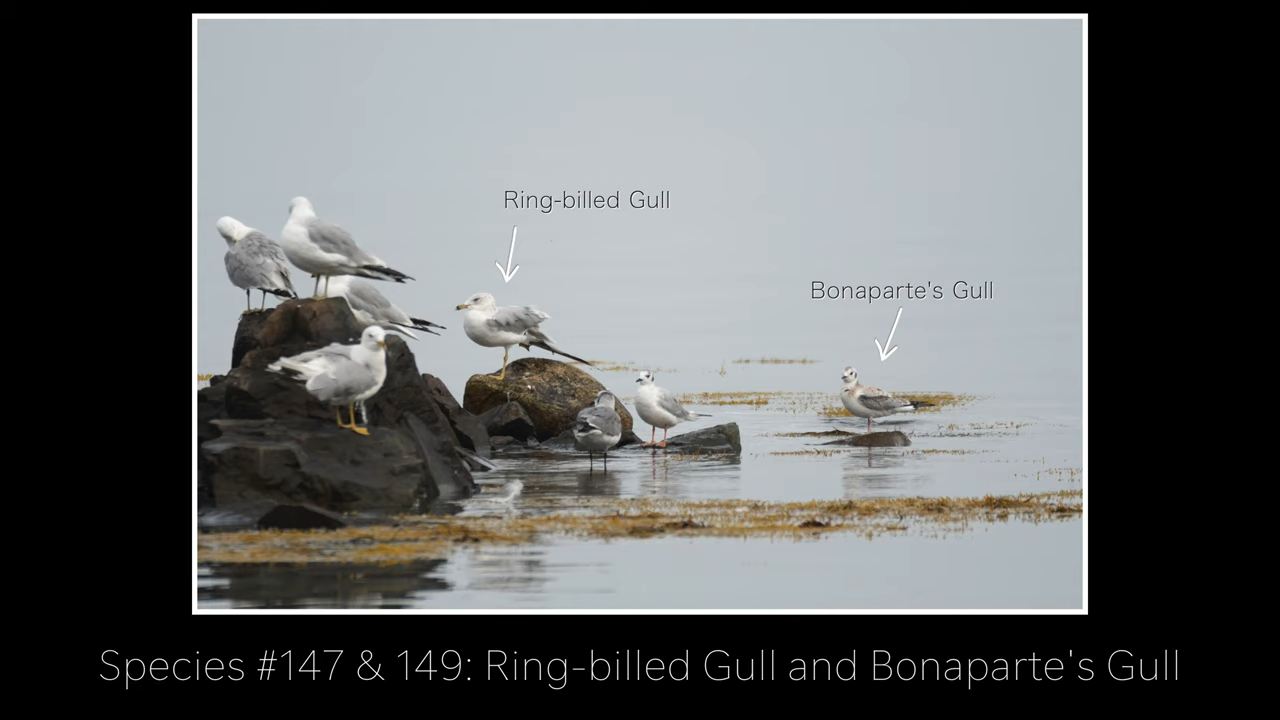 Ring-billed Gull
Bonaparte's Gull
Species #147 & 149: Ring-billed Gull and Bonaparte's Gull